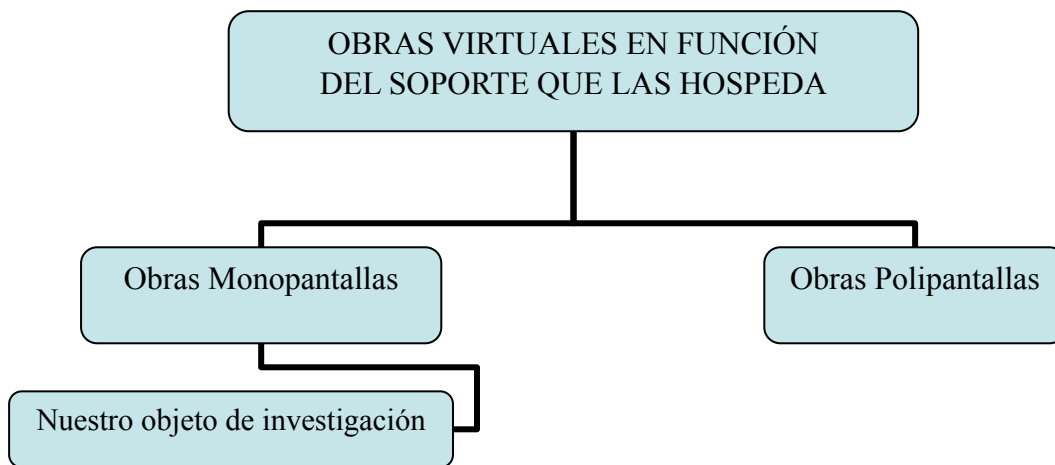 OBRAS VIRTUALES EN FUNCIÓN
DEL SOPORTE QUE LAS HOSPEDA
Obras Monopantallas
Obras Polipantallas
Nuestro objeto de investigación